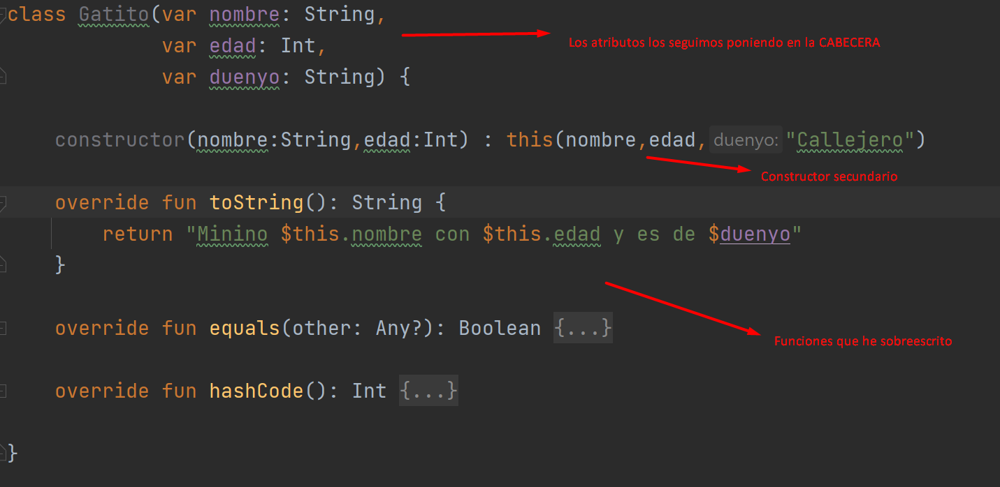 class Gatito(var nombre: String,
var edad: Int,
Los atributos los seguimos poniendo en la CABECERA
var duenyo: String) {
constructor(nombre:String,edad:Int) : this(nombre,edad, duenyo: "Callejero")
Constructor secundario
override fun toString(): String {
return "Minino $this.nombre con $this.edad y es de $duenyo"
}
override fun equals(other: Any?): Boolean {...}
Funciones que he sobreescrito
override fun hashCode(): Int {...}
}